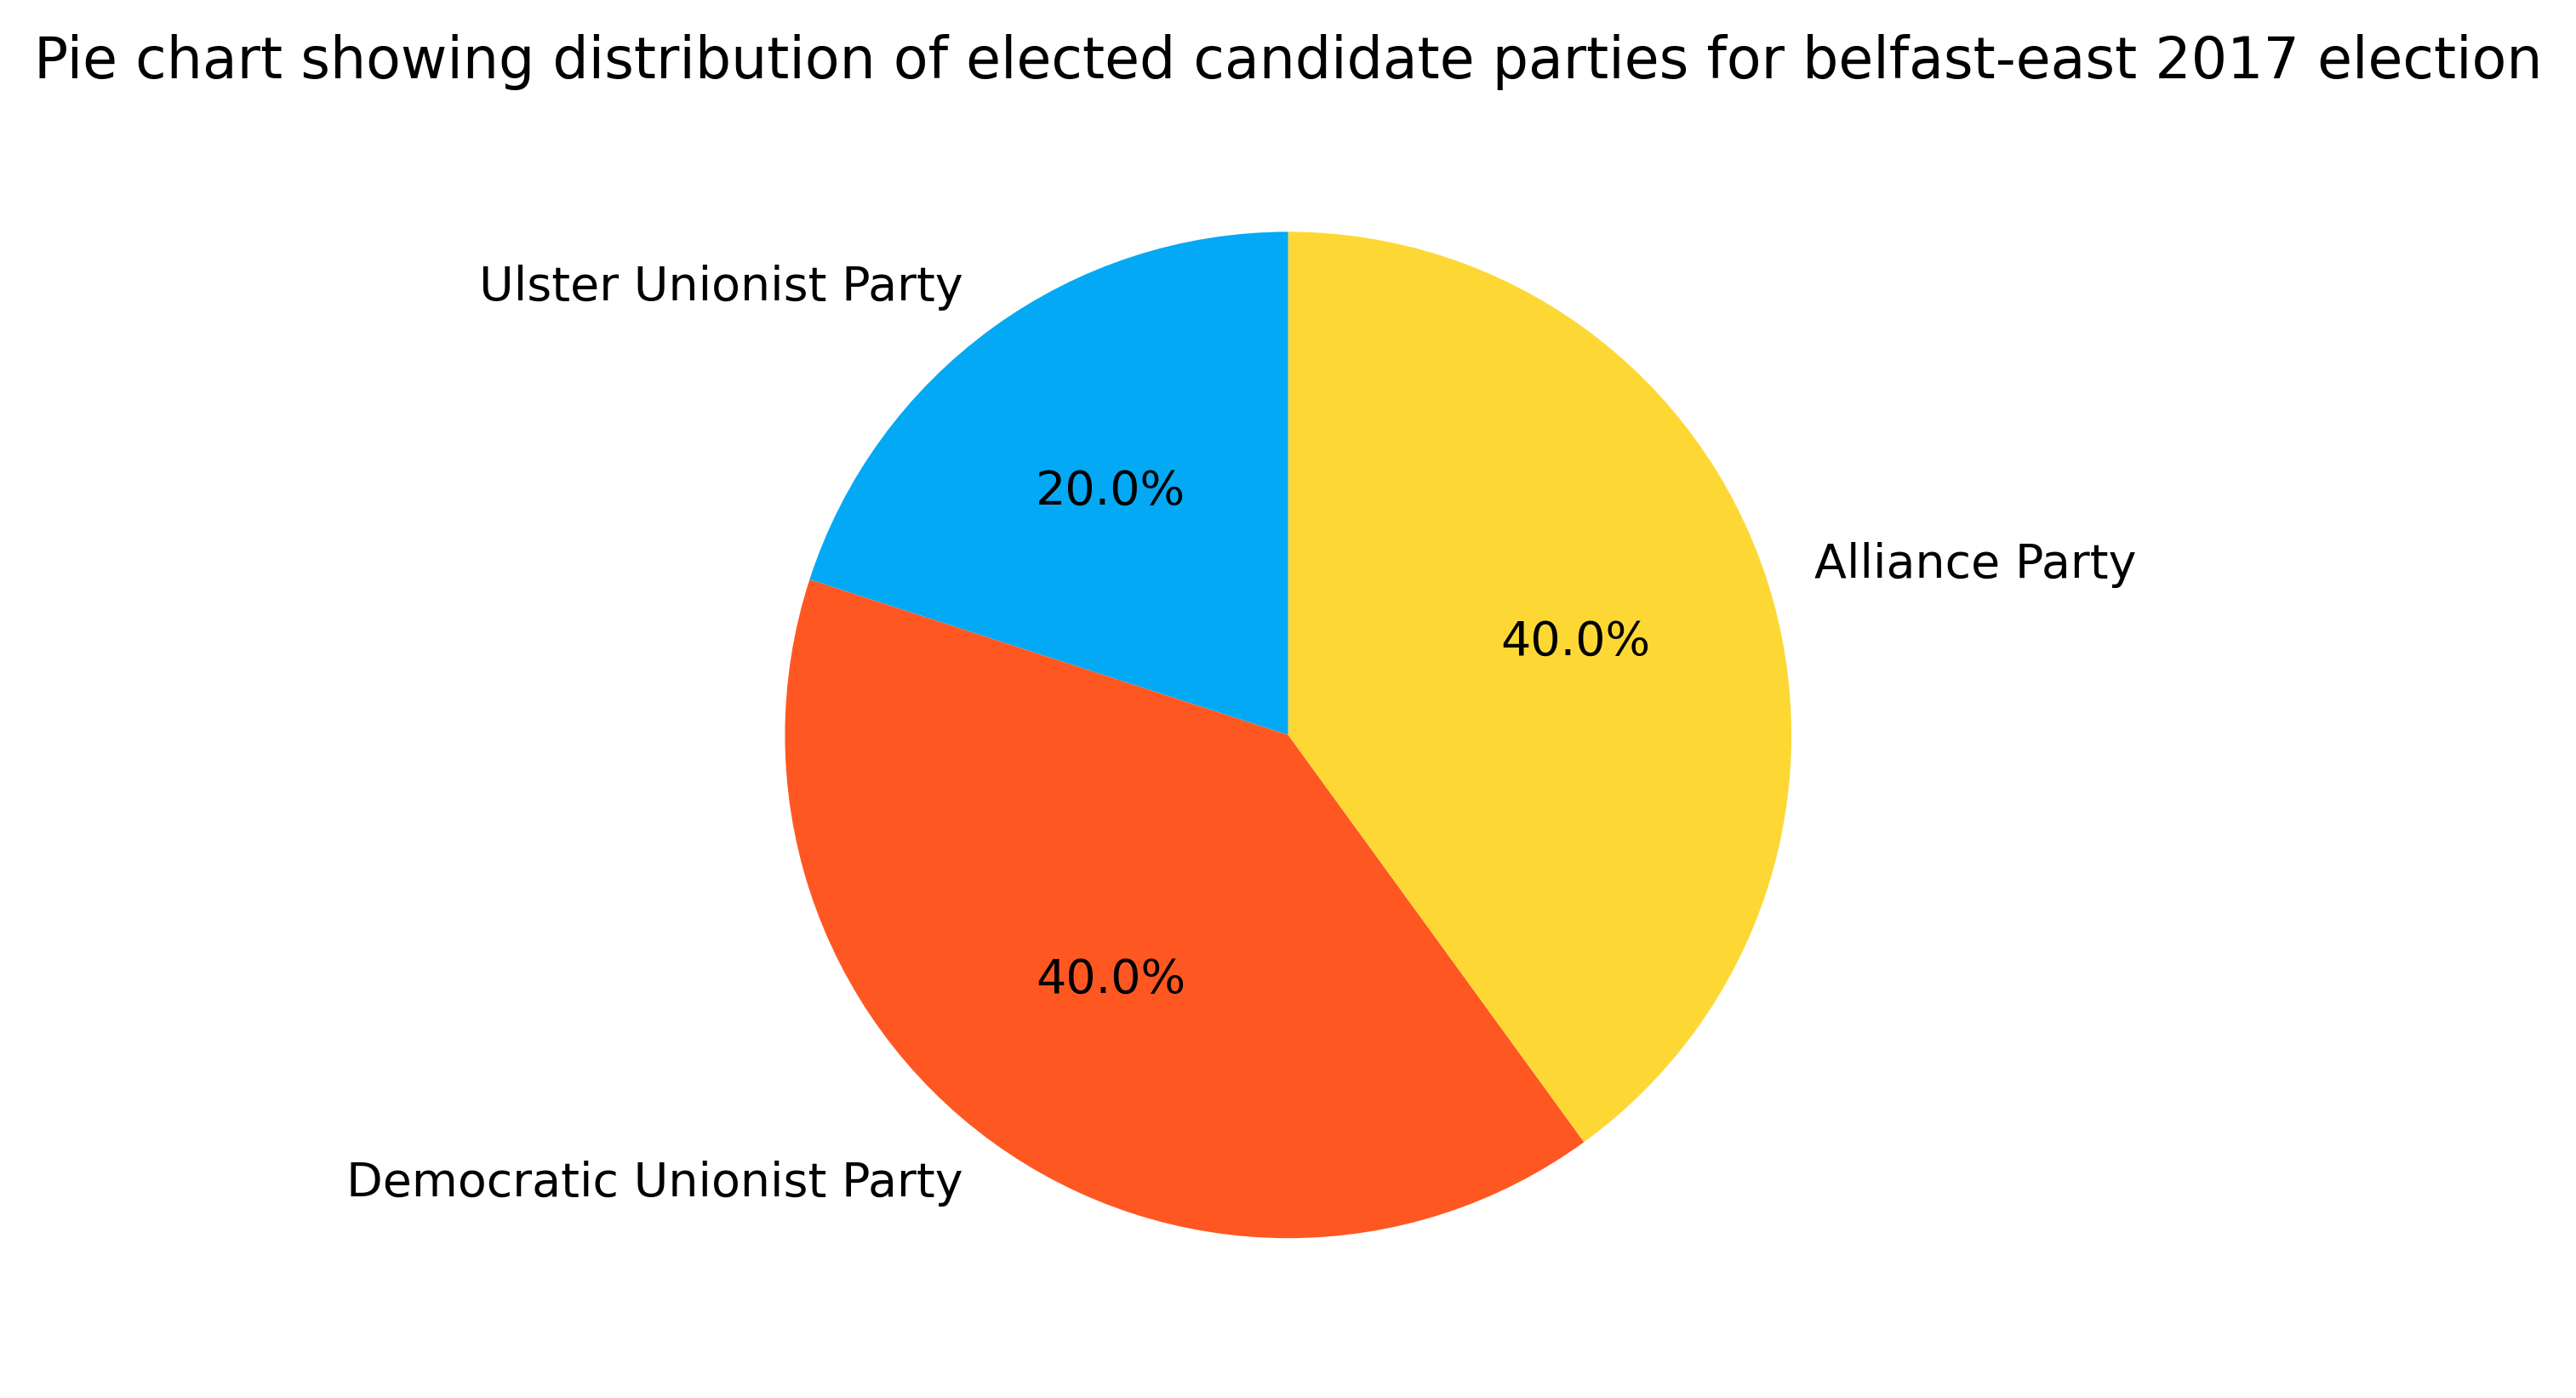 Pie chart showing distribution of elected candidate parties for belfast-east 2017 election
Ulster Unionist Party
20.0%
Alliance Party
40.0%
40.0%
Democratic Unionist Party